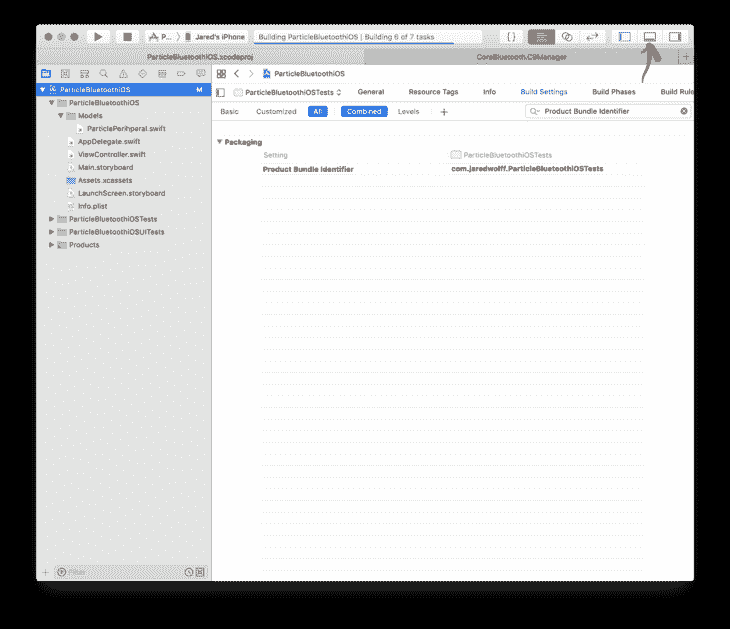 P... Jared's iPhone Building ParticleBluetoothiOS | Building 6 of 7 tasks
ParticleBluetoothiOS.xcodeproj CoreBluetooth.CBManager
ParticleBluetoothiOS M
ParticleBluetoothiOS
Models
ParticlePerihperal.swift
AppDelegate.swift
ViewController.swift
Main.storyboard
Assets.xcassets
LaunchScreen.storyboard
Info.plist
ParticleBluetoothiOSTests
ParticleBluetoothiOSUITests
Products
Filter
ParticleBluetoothiOS
ParticleBluetoothiOSTests General Resource Tags Info Build Settings Build Phases Build Rule
Basic Customized All Combined Levels + Product Bundle Identifier
Packaging
Setting ParticleBluetoothiOSTests
Product Bundle Identifier com.jaredwolff.ParticleBluetoothiOSTests